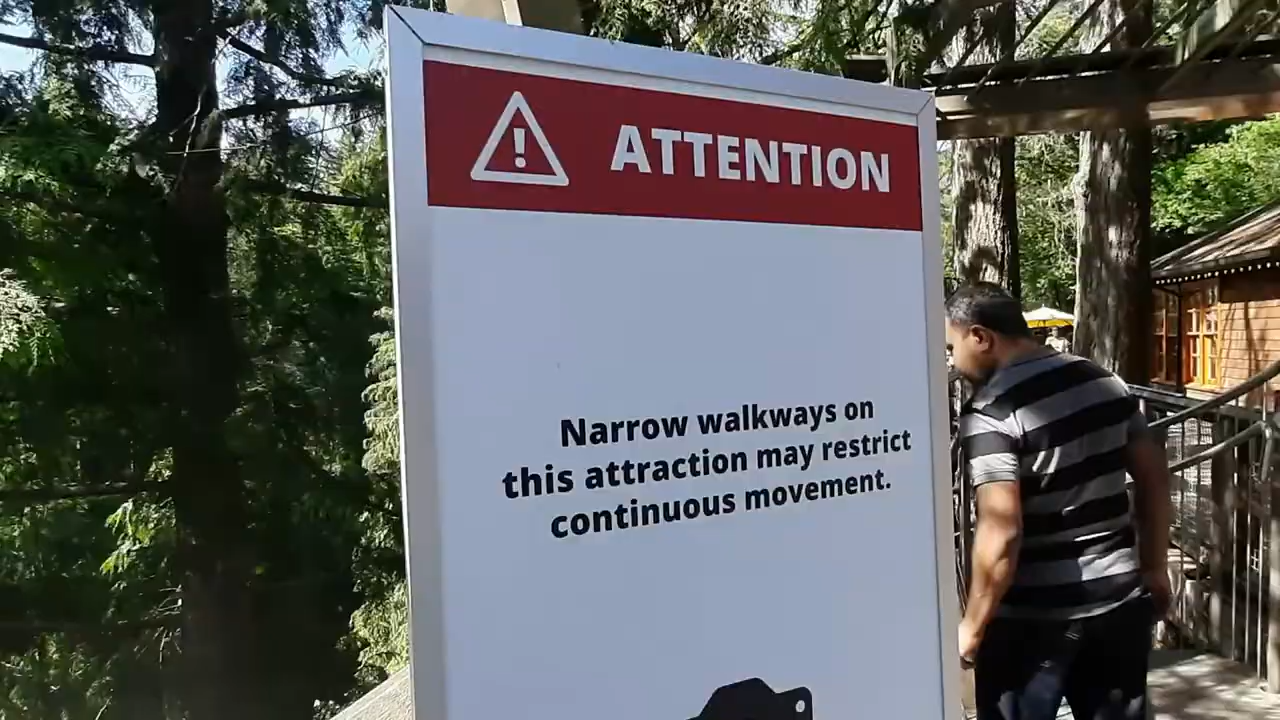 ATTENTION
Narrow walkways on
this attraction may restrict
continuous movement.